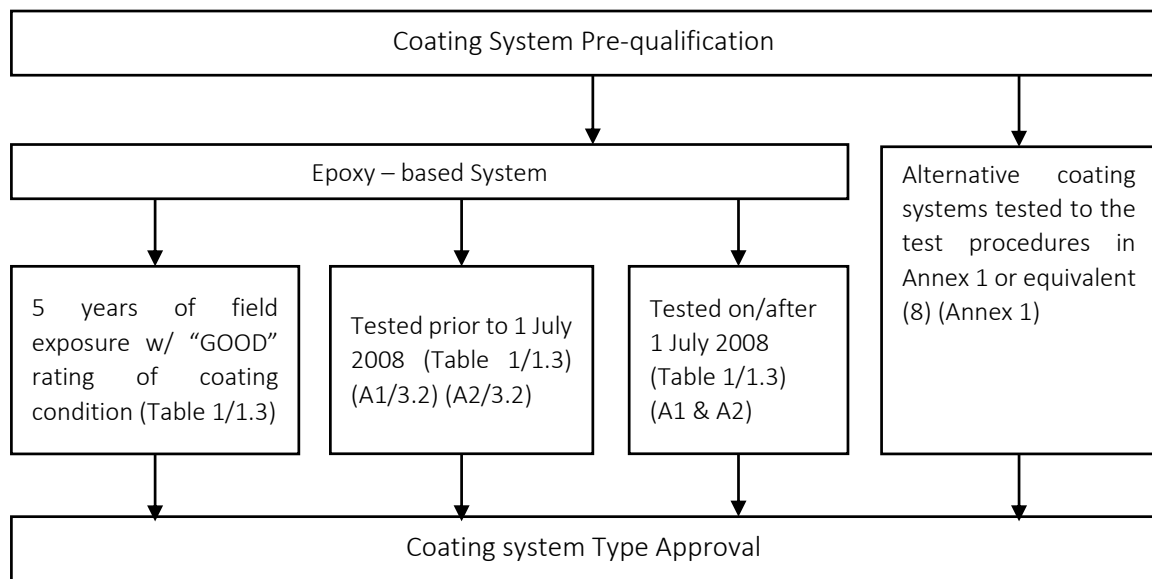 Coating System Pre-qualification
Epoxy – based System
Alternative coating
systems tested to the
test procedures in
Annex 1 or equivalent
(8) (Annex 1)
5 years of field
exposure w/ “GOOD”
rating of coating
condition (Table 1/1.3)
Tested prior to 1 July
2008 (Table 1/1.3)
(A1/3.2) (A2/3.2)
Tested on/after
1 July 2008
(Table 1/1.3)
(A1 & A2)
Coating system Type Approval